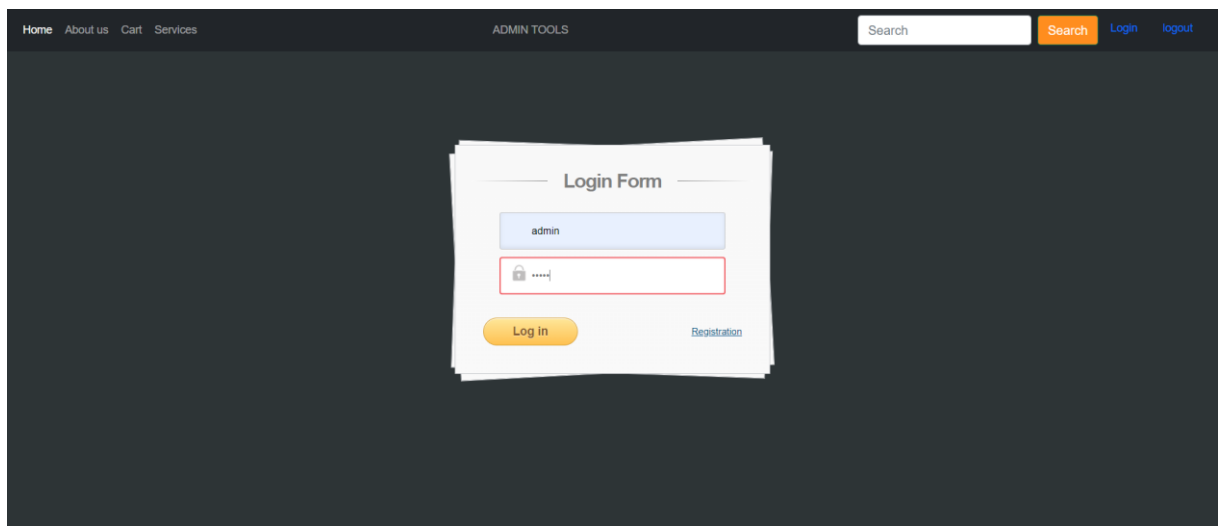 Home About us Cart Services ADMIN TOOLS Search Search Login logout
Login Form
admin
•••••
Log in Registration